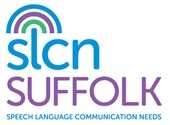 slcn
SUFFOLK
SPEECH LANGUAGE COMMUNICATION NEEDS